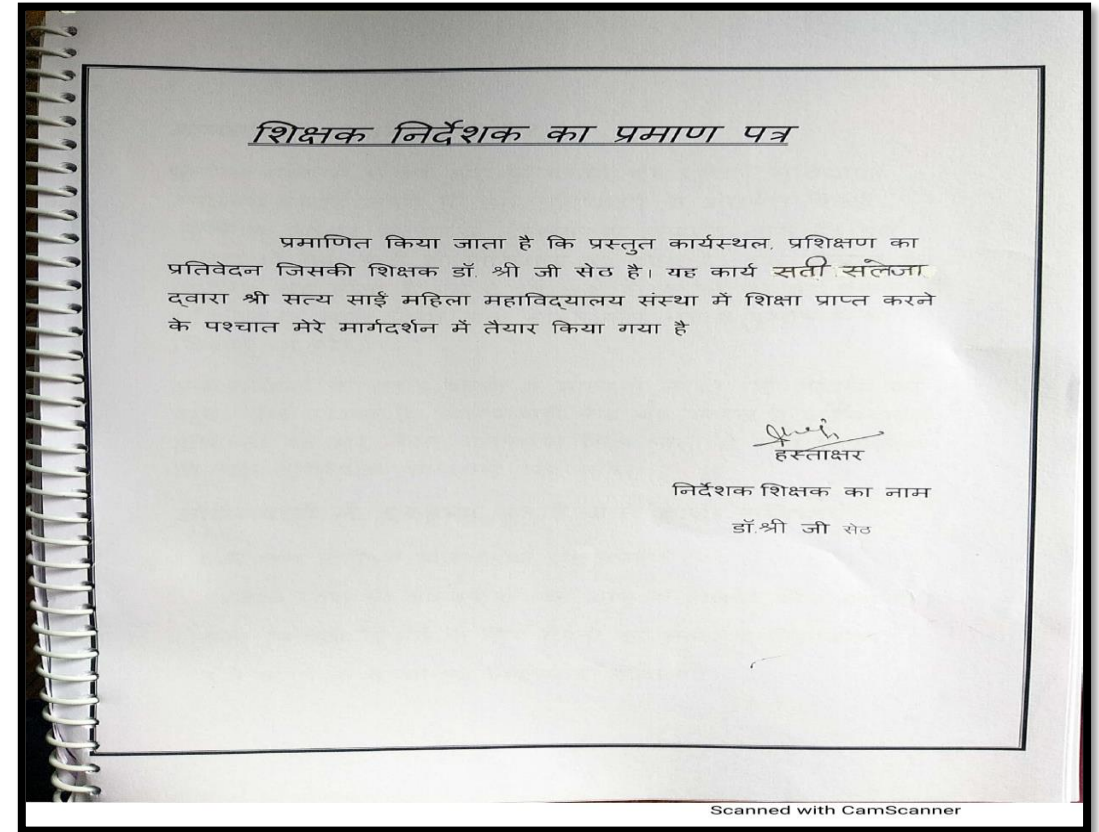 शिक्षक निर्देशक का प्रमाण पत्र
प्रमाणित किया जाता है कि प्रस्तुत कार्यस्थल, प्रशिक्षण का
प्रतिवेदन जिसकी शिक्षक डॉ. श्री जी सेठ है। यह कार्य सती सलेजा
द्वारा श्री सत्य साई महिला महाविद्यालय संस्था में शिक्षा प्राप्त करने
के पश्चात मेरे मार्गदर्शन में तैयार किया गया है
हस्ताक्षर
निर्देशक शिक्षक का नाम
डॉ.श्री जी सेठ
Scanned with CamScanner